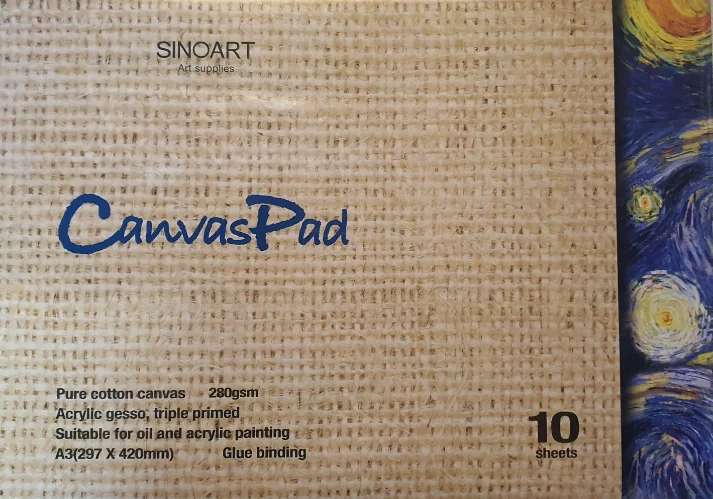 SINOART
Art supplies
CanvasPad
Pure cotton canvas 280gsm
Acrylic gesso, triple primed
Suitable for oil and acrylic painting
A3(297 X 420mm) Glue binding
10
sheets